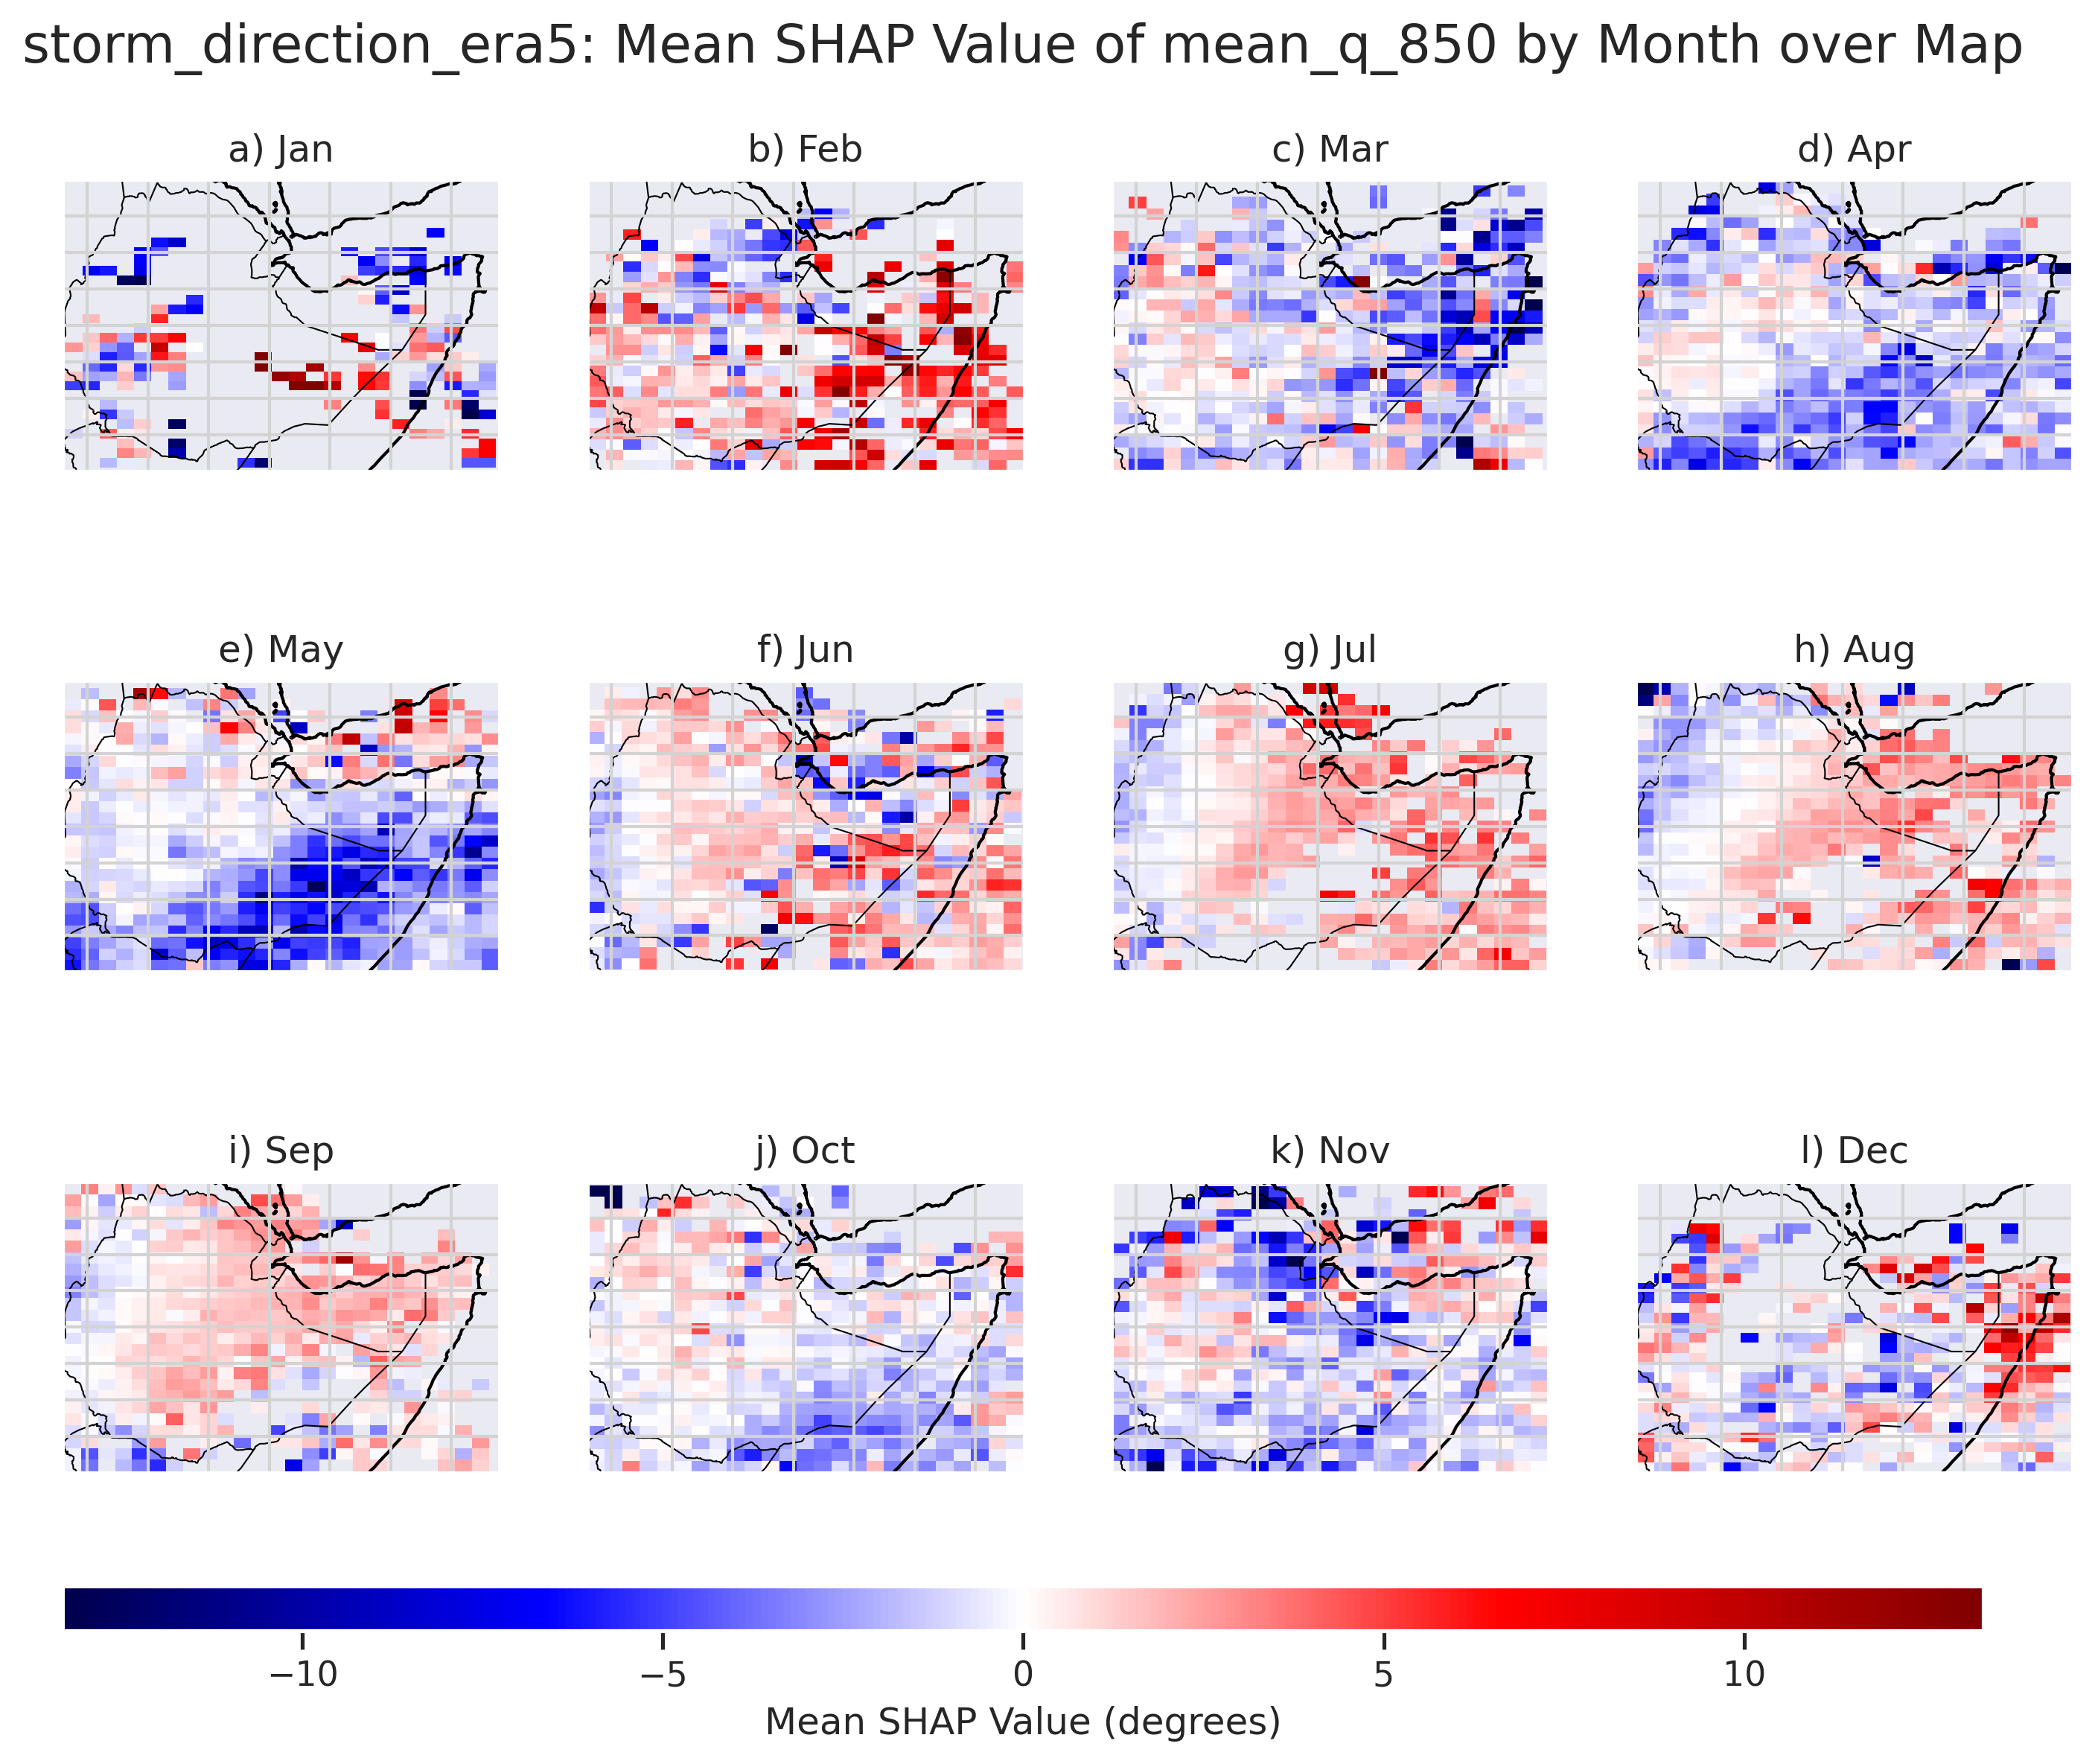 storm_direction_era5: Mean SHAP Value of mean_q_850 by Month over Map
a) Jan
b) Feb
c) Mar
d) Apr
e) May
f) Jun
g) Jul
h) Aug
i) Sep
j) Oct
k) Nov
l) Dec
−10
−5
0
5
10
Mean SHAP Value (degrees)